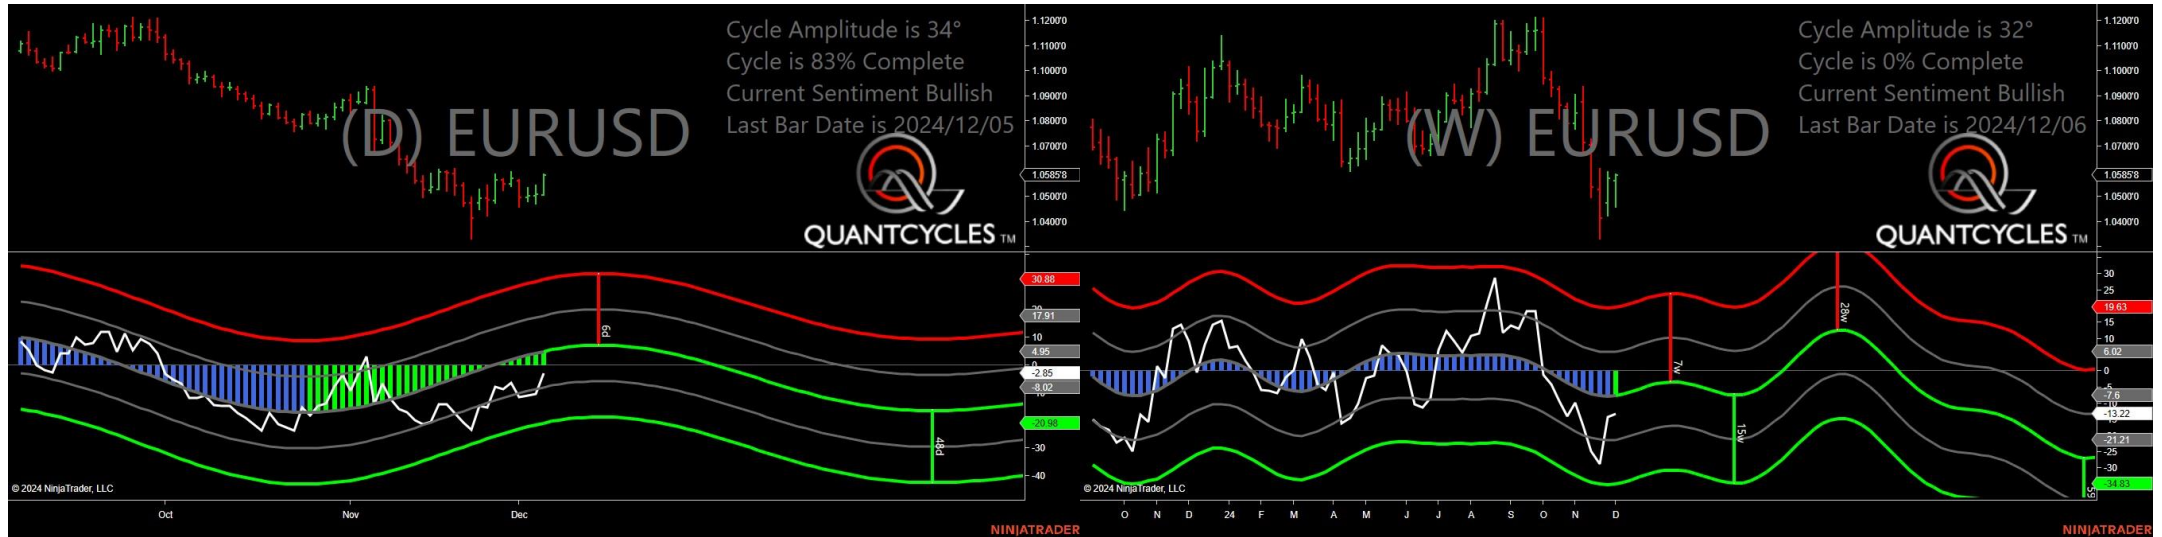 Cycle Amplitude is 34°
Cycle is 83% Complete
Current Sentiment Bullish
Last Bar Date is 2024/12/05
(D) EURUSD
QUANTCYCLES TM
1.1200'0
1.1100'0
1.1000'0
1.0900'0
1.0800'0
1.0700'0
1.0585'8
1.0500'0
1.0400'0
30.88
17.91
10
4.95
-2.85
-8.02
-20.98
-30
-40
6d
48d
© 2024 NinjaTrader, LLC
Oct Nov Dec
NINJATRADER
Cycle Amplitude is 32°
Cycle is 0% Complete
Current Sentiment Bullish
Last Bar Date is 2024/12/06
(W) EURUSD
QUANTCYCLES TM
1.1200'0
1.1100'0
1.1000'0
1.0900'0
1.0800'0
1.0700'0
1.0585'8
1.0500'0
1.0400'0
30
25
19.63
15
10
6.02
0
-5
-7.6
-13.22
-21.21
-25
-30
-34.83
7w
15w
28w
© 2024 NinjaTrader, LLC
O N D 24 F M A M J J A S O N D
NINJATRADER